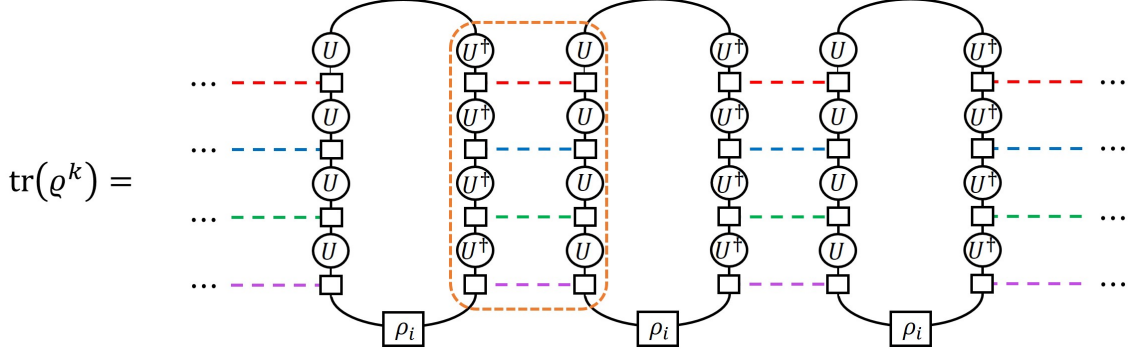 U U† U U† U U†
... ...
U U† U U† U U†
... ...
tr(ϱ^k) =
U U† U U† U U†
... ...
U U† U U† U U†
... ...
ρ_i ρ_i ρ_i